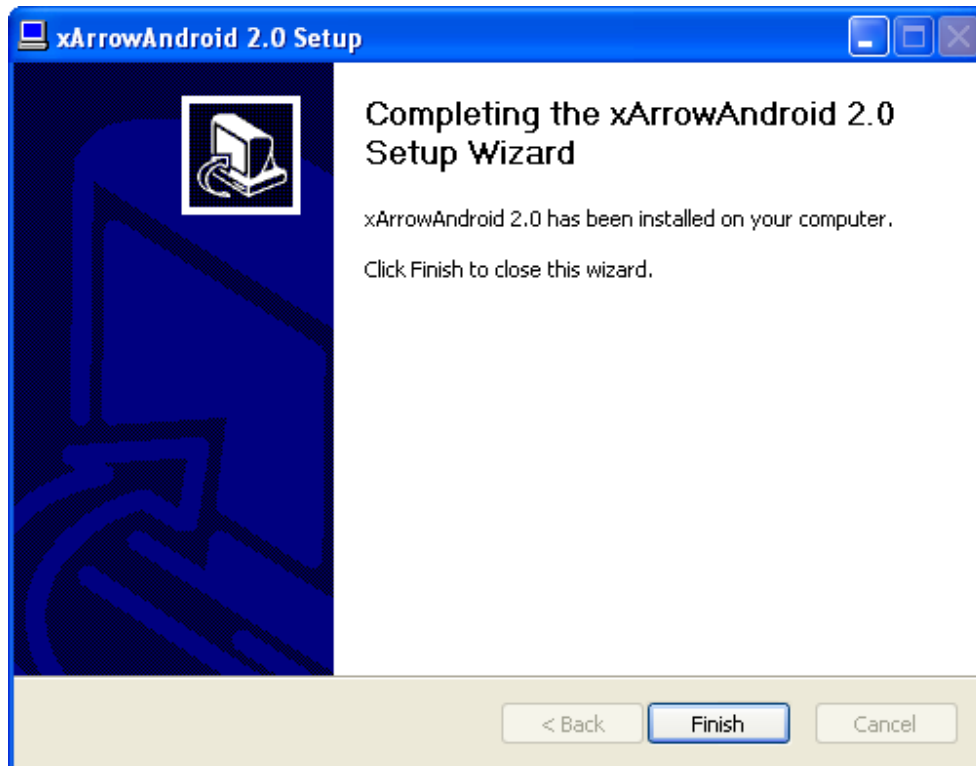 xArrowAndroid 2.0 Setup
Completing the xArrowAndroid 2.0
Setup Wizard
xArrowAndroid 2.0 has been installed on your computer.
Click Finish to close this wizard.
< Back
Finish
Cancel